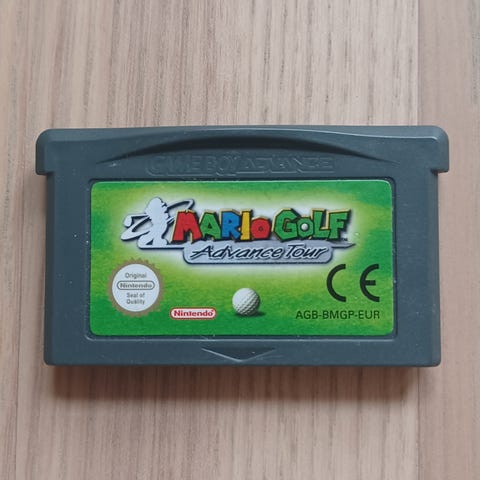 GAME BOY ADVANCE
MARIO GOLF
Advance Tour
Original
Nintendo
Seal of
Quality
Nintendo
CE
AGB-BMGP-EUR